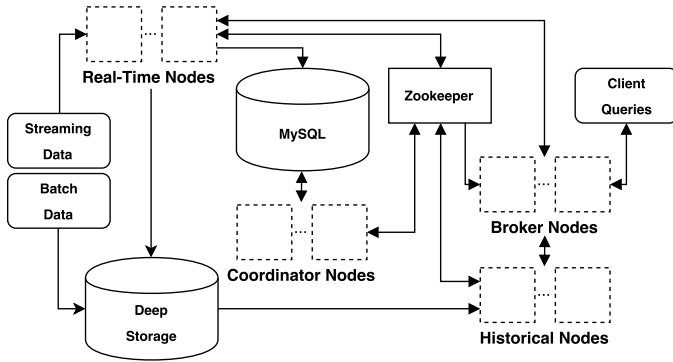 Real-Time Nodes
Streaming
Data
Batch
Data
MySQL
Zookeeper
Client
Queries
Broker Nodes
Coordinator Nodes
Deep
Storage
Historical Nodes